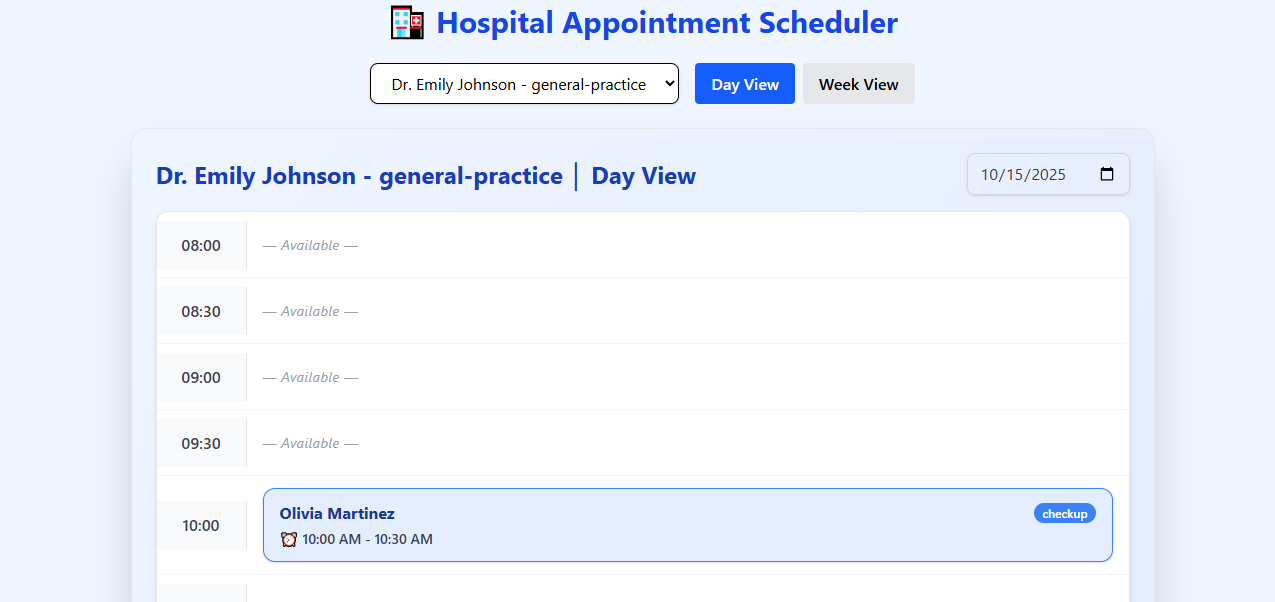 Hospital Appointment Scheduler
Dr. Emily Johnson - general-practice Day View Week View
Dr. Emily Johnson - general-practice | Day View 10/15/2025
08:00 — Available —
08:30 — Available —
09:00 — Available —
09:30 — Available —
10:00 Olivia Martinez checkup
10:00 AM - 10:30 AM